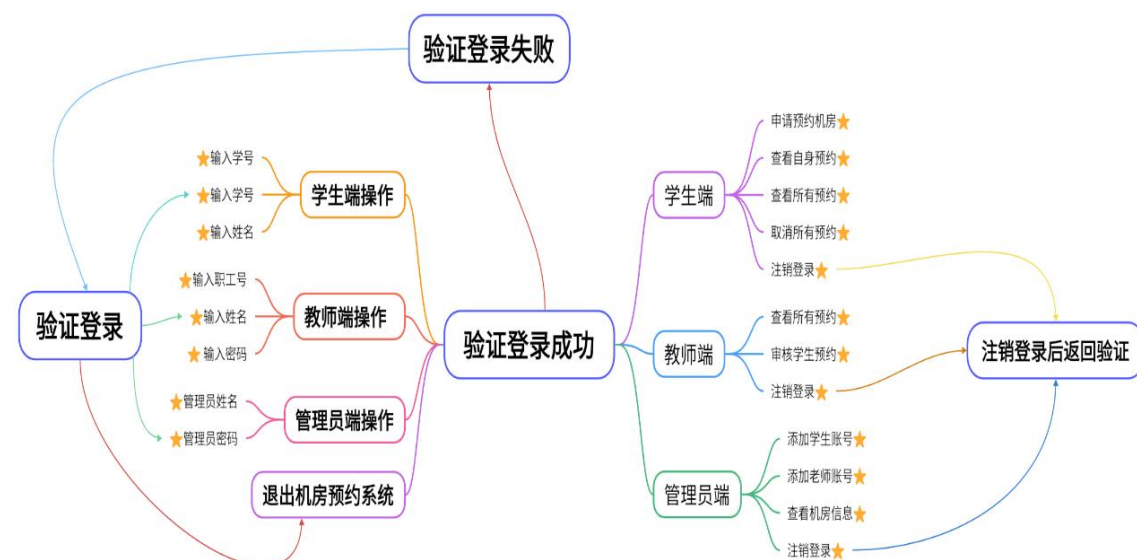 验证登录失败
输入学号
输入学号
输入姓名
学生端操作
输入职工号
输入姓名
输入密码
教师端操作
验证登录
管理员姓名
管理员密码
管理员端操作
退出机房预约系统
验证登录成功
学生端
申请预约机房
查看自身预约
查看所有预约
取消所有预约
注销登录
教师端
查看所有预约
审核学生预约
注销登录
管理员端
添加学生账号
添加老师账号
查看机房信息
注销登录
注销登录后返回验证